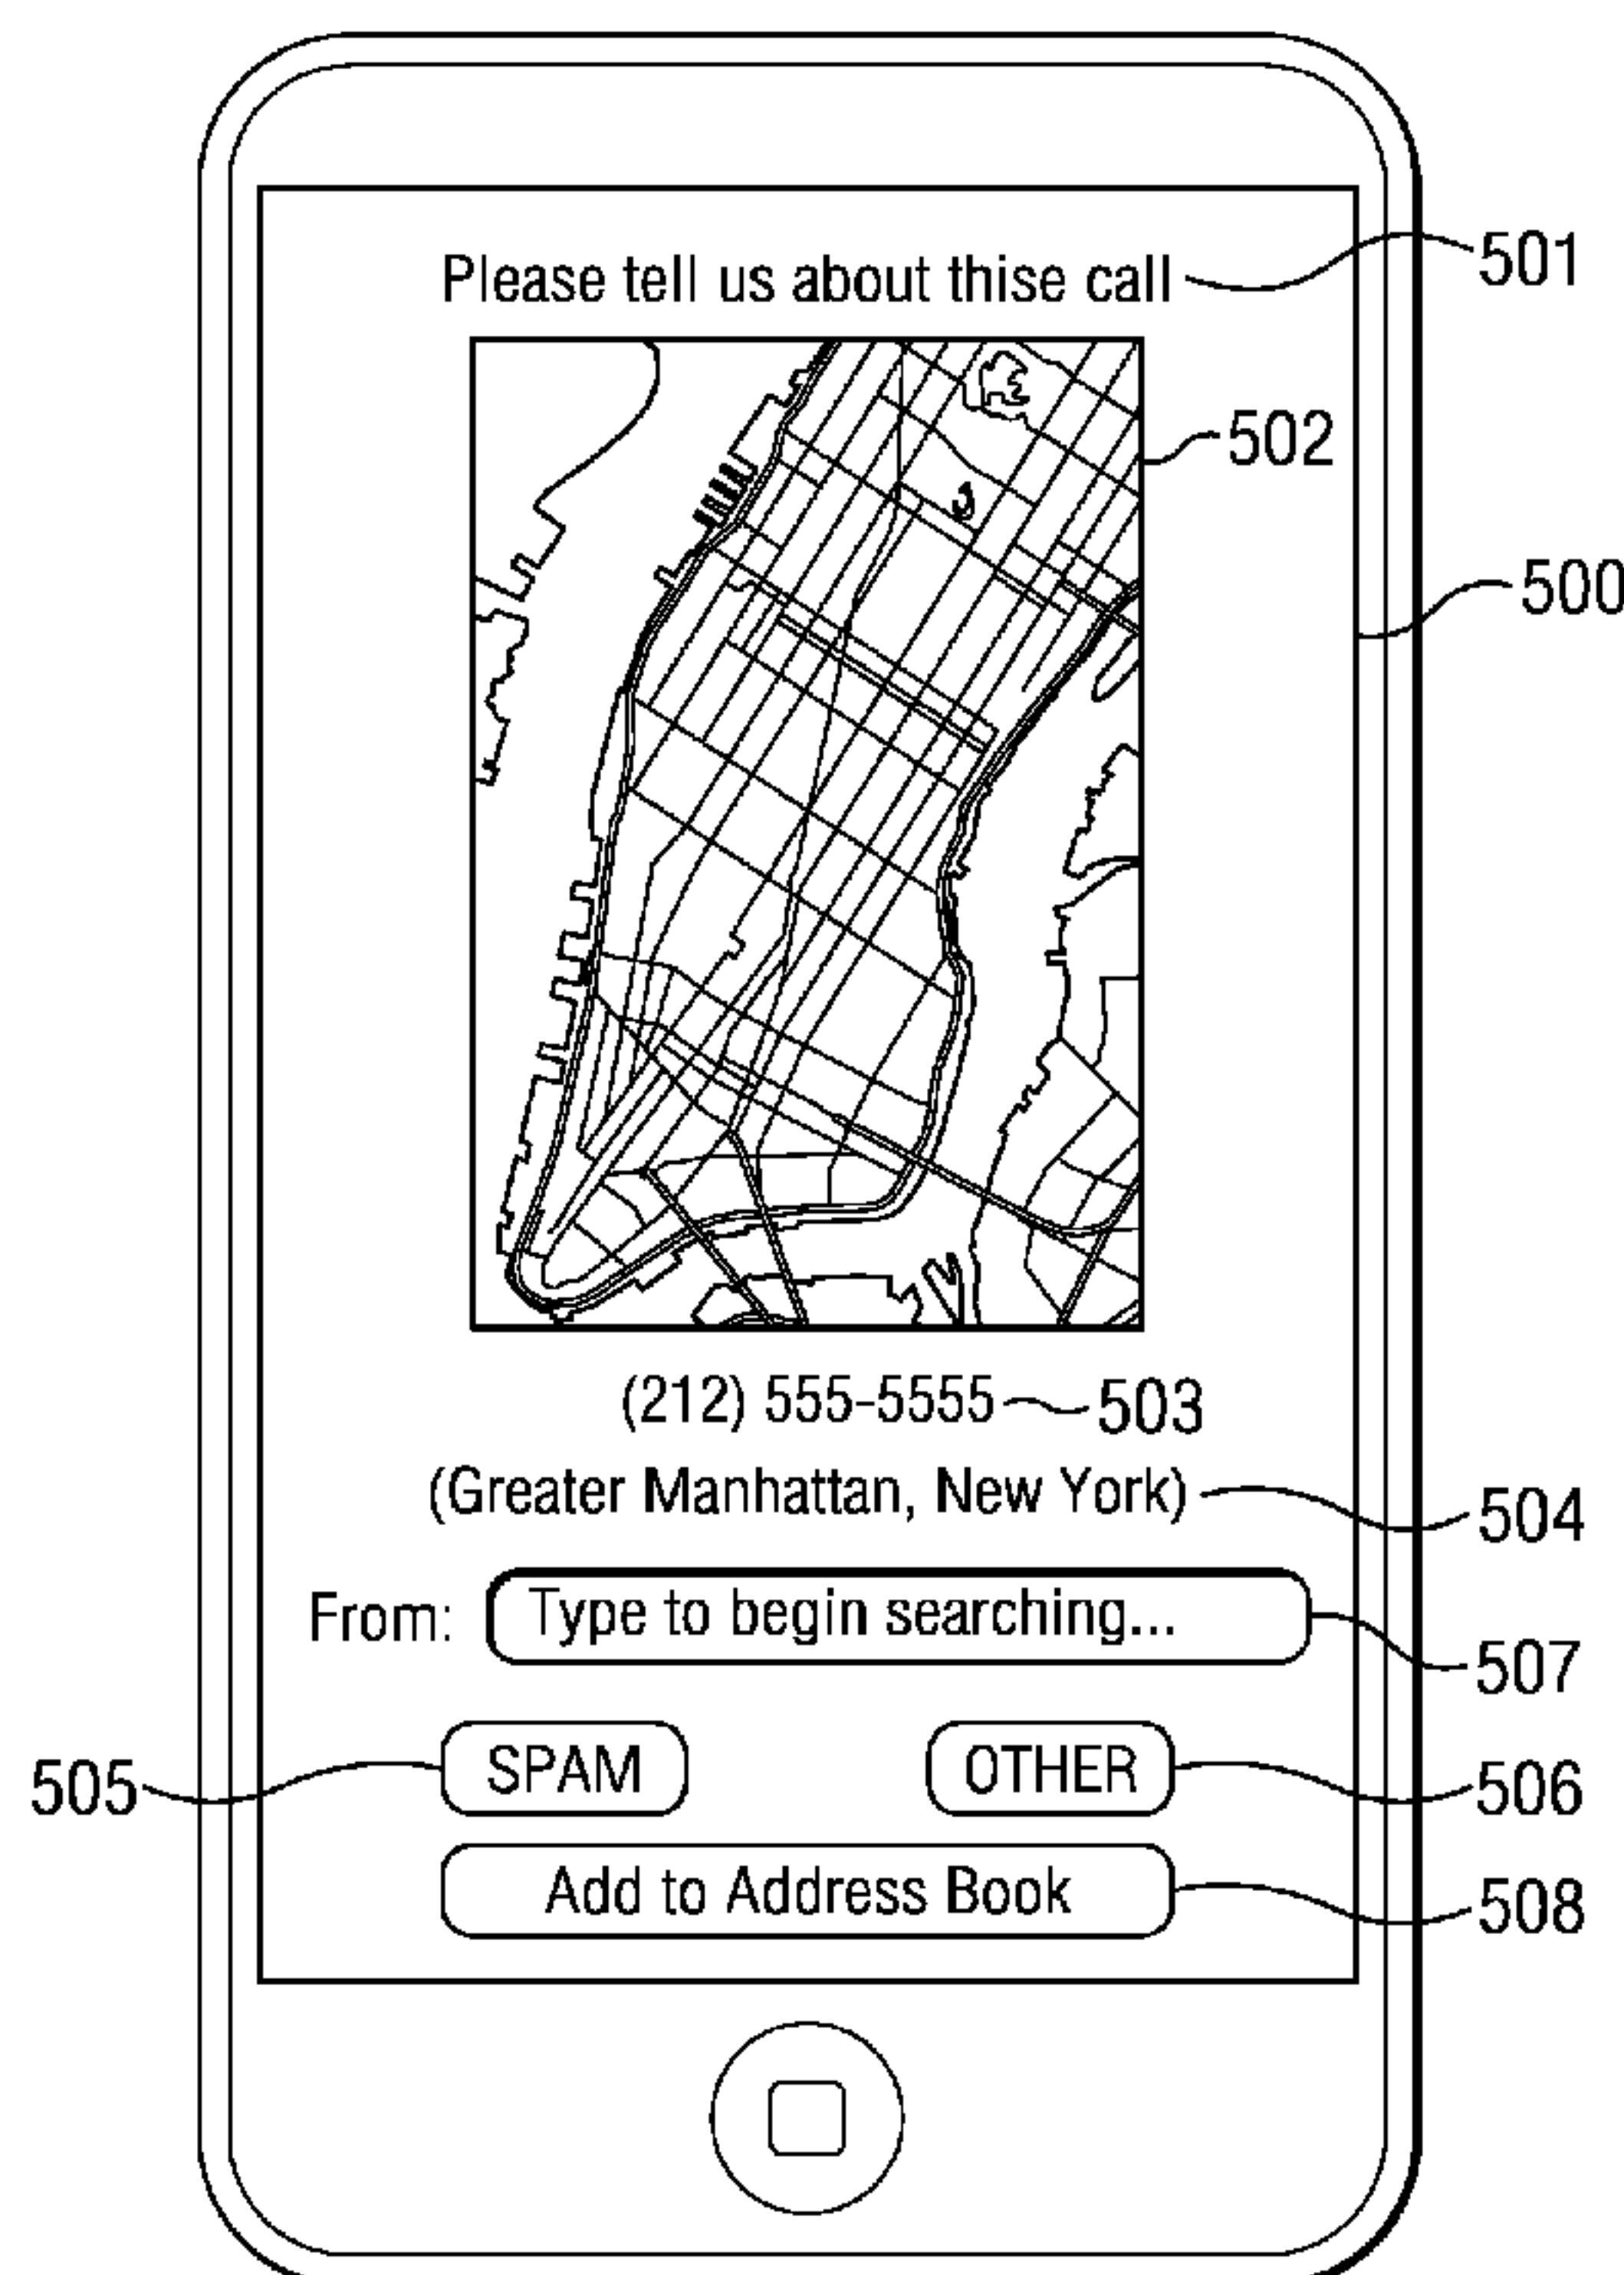 Please tell us about thise call
501
502
500
(212) 555-5555
503
(Greater Manhattan, New York)
504
From:
Type to begin searching...
507
505
SPAM
OTHER
506
Add to Address Book
508